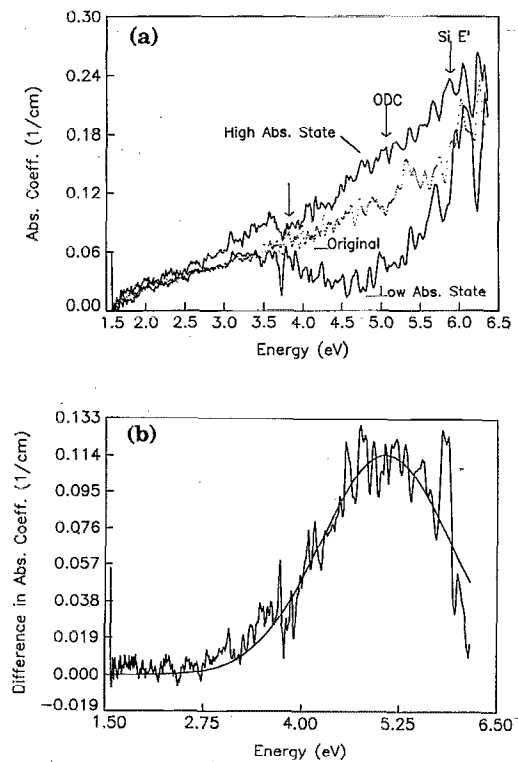 (a)
Si E'
ODC
High Abs. State
Original
Low Abs. State
Abs. Coeff. (1/cm)
0.30
0.24
0.18
0.12
0.06
0.00
1.5 2.0 2.5 3.0 3.5 4.0 4.5 5.0 5.5 6.0 6.5
Energy (eV)
(b)
Difference in Abs. Coeff. (1/cm)
0.133
0.114
0.095
0.076
0.057
0.038
0.019
0.000
−0.019
1.50 2.75 4.00 5.25 6.50
Energy (eV)